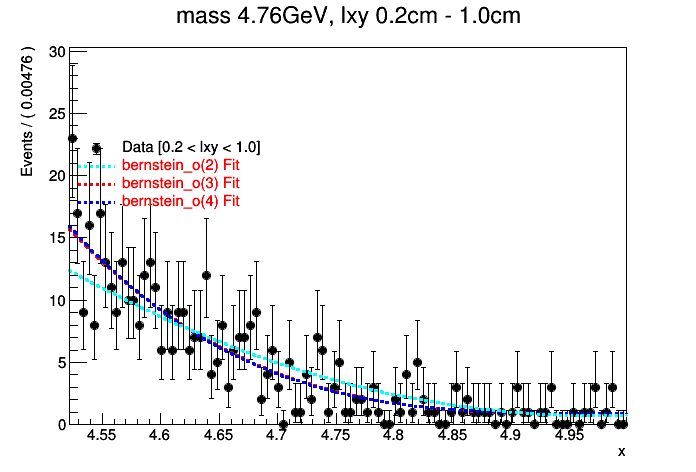 mass 4.76GeV, lxy 0.2cm - 1.0cm
Events / ( 0.00476 )
30
25
20
15
10
5
0
Data [0.2 < lxy < 1.0]
bernstein_o(2) Fit
bernstein_o(3) Fit
bernstein_o(4) Fit
4.55 4.6 4.65 4.7 4.75 4.8 4.85 4.9 4.95
x